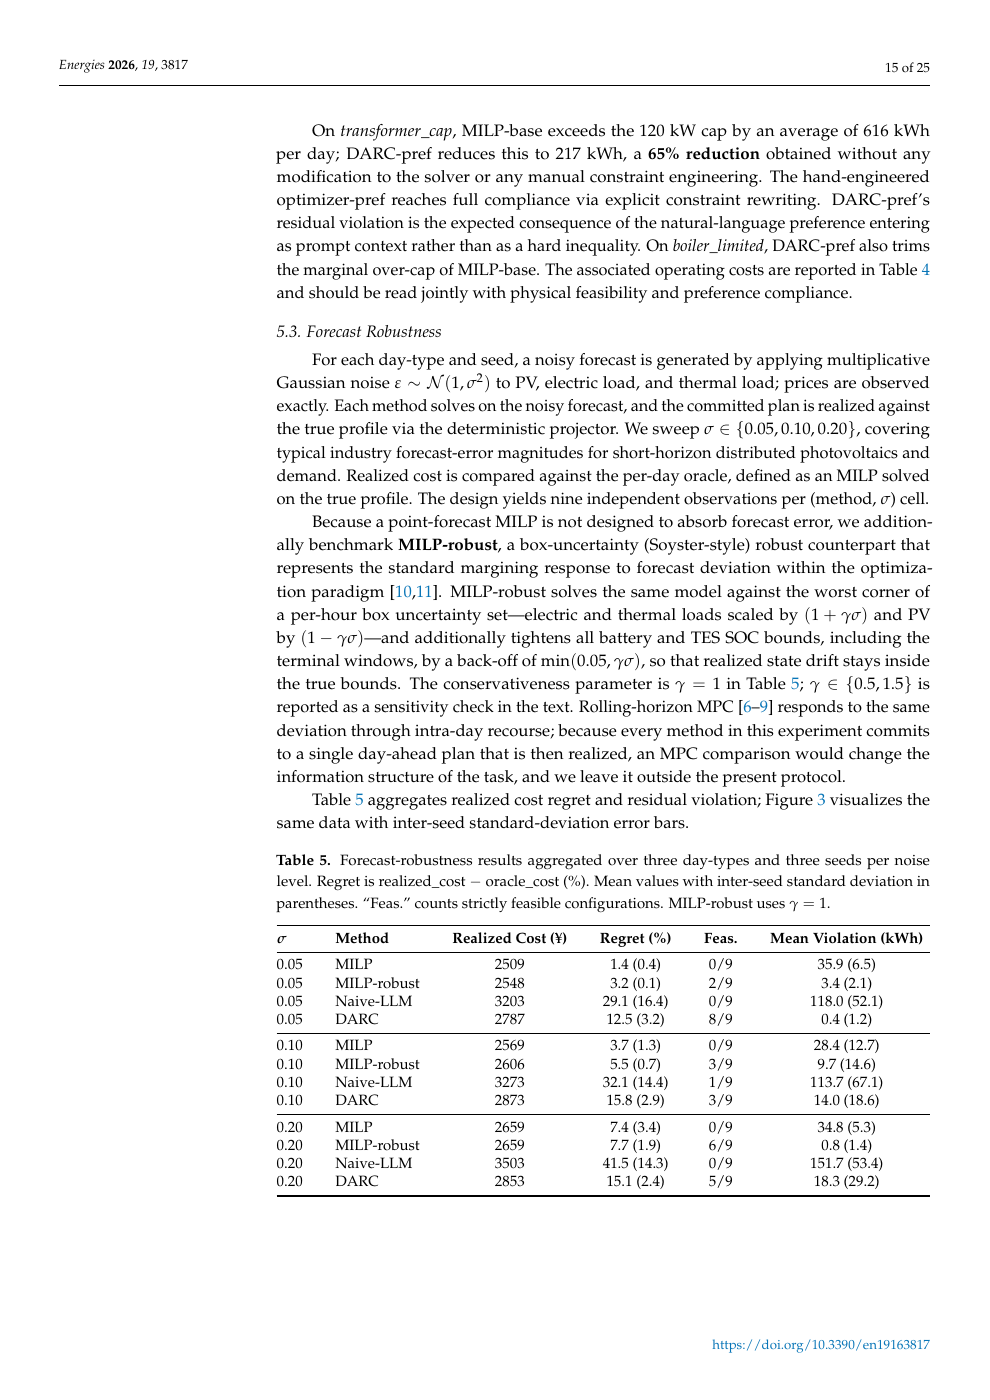 Energies 2026, 19, 3817
15 of 25
On transformer_cap, MILP-base exceeds the 120 kW cap by an average of 616 kWh
per day; DARC-pref reduces this to 217 kWh, a 65% reduction obtained without any
modification to the solver or any manual constraint engineering. The hand-engineered
optimizer-pref reaches full compliance via explicit constraint rewriting. DARC-pref's
residual violation is the expected consequence of the natural-language preference entering
as prompt context rather than as a hard inequality. On boiler_limited, DARC-pref also trims
the marginal over-cap of MILP-base. The associated operating costs are reported in Table 4
and should be read jointly with physical feasibility and preference compliance.
5.3. Forecast Robustness
For each day-type and seed, a noisy forecast is generated by applying multiplicative
Gaussian noise ε ∼ 𝒩(1, σ²) to PV, electric load, and thermal load; prices are observed
exactly. Each method solves on the noisy forecast, and the committed plan is realized against
the true profile via the deterministic projector. We sweep σ ∈ {0.05, 0.10, 0.20}, covering
typical industry forecast-error magnitudes for short-horizon distributed photovoltaics and
demand. Realized cost is compared against the per-day oracle, defined as an MILP solved
on the true profile. The design yields nine independent observations per (method, σ) cell.
Because a point-forecast MILP is not designed to absorb forecast error, we addition-
ally benchmark MILP-robust, a box-uncertainty (Soyster-style) robust counterpart that
represents the standard margining response to forecast deviation within the optimiza-
tion paradigm [10,11]. MILP-robust solves the same model against the worst corner of
a per-hour box uncertainty set—electric and thermal loads scaled by (1 + γσ) and PV
by (1 − γσ)—and additionally tightens all battery and TES SOC bounds, including the
terminal windows, by a back-off of min(0.05, γσ), so that realized state drift stays inside
the true bounds. The conservativeness parameter is γ = 1 in Table 5; γ ∈ {0.5, 1.5} is
reported as a sensitivity check in the text. Rolling-horizon MPC [6–9] responds to the same
deviation through intra-day recourse; because every method in this experiment commits
to a single day-ahead plan that is then realized, an MPC comparison would change the
information structure of the task, and we leave it outside the present protocol.
Table 5 aggregates realized cost regret and residual violation; Figure 3 visualizes the
same data with inter-seed standard-deviation error bars.
Table 5. Forecast-robustness results aggregated over three day-types and three seeds per noise
level. Regret is realized_cost − oracle_cost (%). Mean values with inter-seed standard deviation in
parentheses. "Feas." counts strictly feasible configurations. MILP-robust uses γ = 1.
σ Method Realized Cost (¥) Regret (%) Feas. Mean Violation (kWh)
0.05 MILP 2509 1.4 (0.4) 0/9 35.9 (6.5)
0.05 MILP-robust 2548 3.2 (0.1) 2/9 3.4 (2.1)
0.05 Naive-LLM 3203 29.1 (16.4) 0/9 118.0 (52.1)
0.05 DARC 2787 12.5 (3.2) 8/9 0.4 (1.2)
0.10 MILP 2569 3.7 (1.3) 0/9 28.4 (12.7)
0.10 MILP-robust 2606 5.5 (0.7) 3/9 9.7 (14.6)
0.10 Naive-LLM 3273 32.1 (14.4) 1/9 113.7 (67.1)
0.10 DARC 2873 15.8 (2.9) 3/9 14.0 (18.6)
0.20 MILP 2659 7.4 (3.4) 0/9 34.8 (5.3)
0.20 MILP-robust 2659 7.7 (1.9) 6/9 0.8 (1.4)
0.20 Naive-LLM 3503 41.5 (14.3) 0/9 151.7 (53.4)
0.20 DARC 2853 15.1 (2.4) 5/9 18.3 (29.2)
https://doi.org/10.3390/en19163817